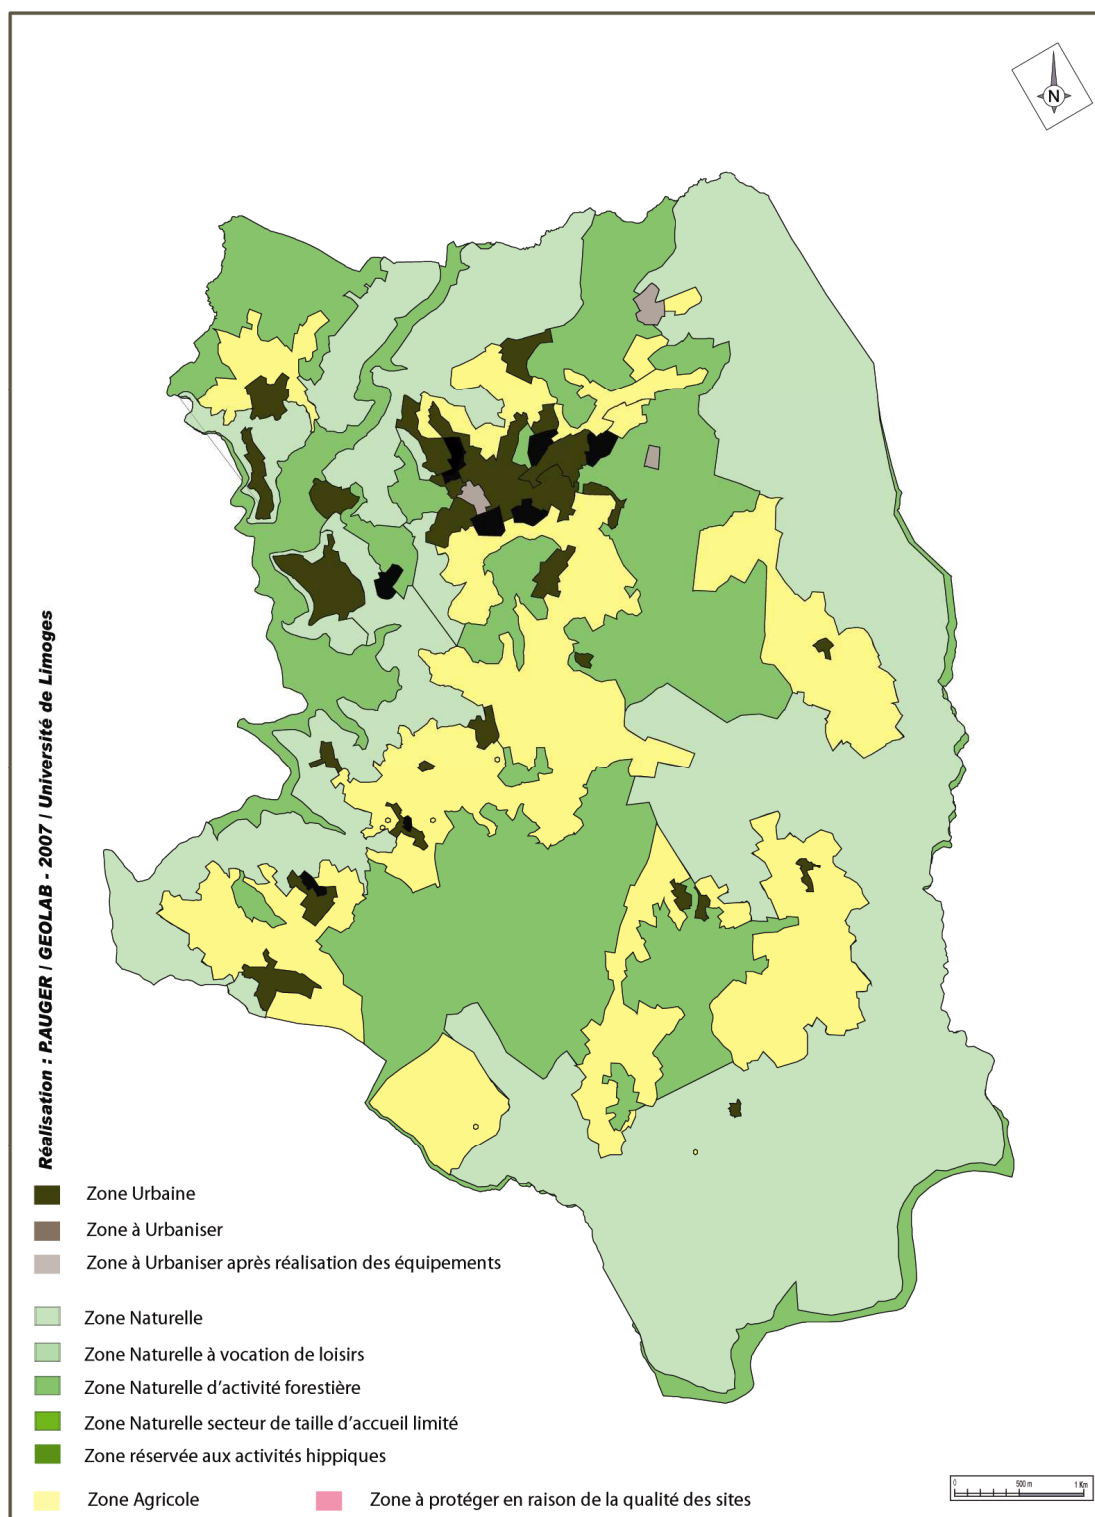 N
Réalisation : P.AUGER / GEOLAB - 2007 / Université de Limoges
Zone Urbaine
Zone à Urbaniser
Zone à Urbaniser après réalisation des équipements
Zone Naturelle
Zone Naturelle à vocation de loisirs
Zone Naturelle d'activité forestière
Zone Naturelle secteur de taille d'accueil limité
Zone réservée aux activités hippiques
Zone Agricole
Zone à protéger en raison de la qualité des sites
0 500 m 1 Km